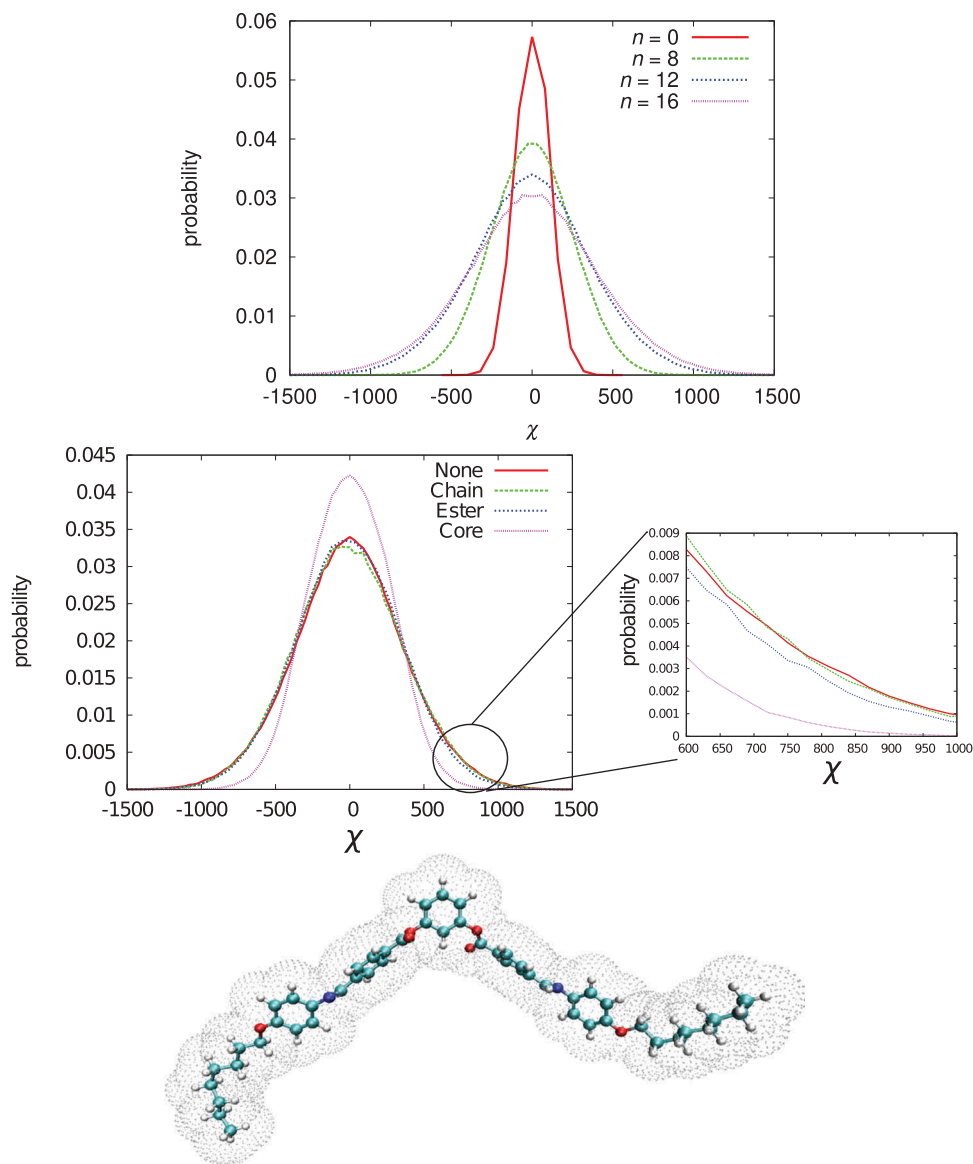 0.06
0.05
0.04
0.03
0.02
0.01
0
probability
n = 0
n = 8
n = 12
n = 16
-1500 -1000 -500 0 500 1000 1500
χ
0.045
0.04
0.035
0.03
0.025
0.02
0.015
0.01
0.005
0
probability
None
Chain
Ester
Core
-1500 -1000 -500 0 500 1000 1500
χ
0.009
0.008
0.007
0.006
0.005
0.004
0.003
0.002
0.001
0
probability
600 650 700 750 800 850 900 950 1000
χ